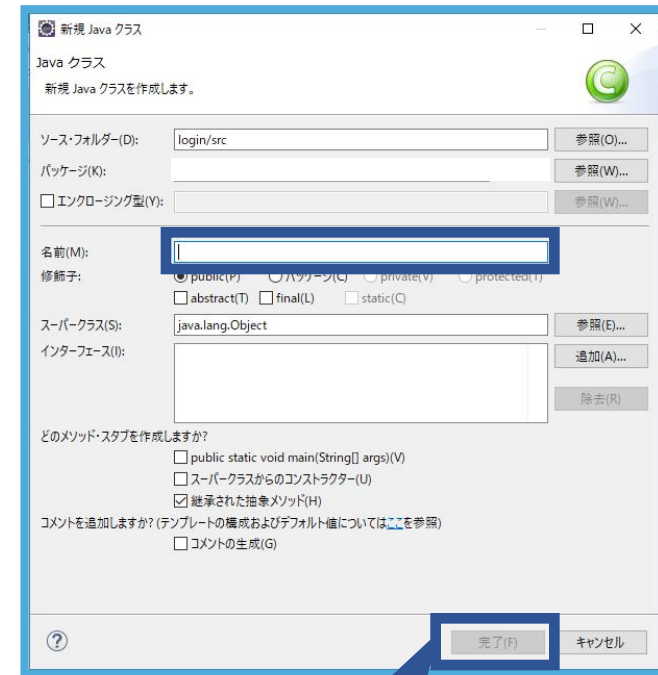 新規 Java クラス
Java クラス
新規 Java クラスを作成します。
ソース・フォルダー(D): login/src 参照(O)...
パッケージ(K): 参照(W)...
エンクロージング型(Y): 参照(W)...
名前(M):
修飾子: public(P) パッケージ(C) private(V) protected(T)
abstract(T) final(L) static(C)
スーパークラス(S): java.lang.Object 参照(E)...
インターフェース(I): 追加(A)...
除去(R)
どのメソッド・スタブを作成しますか?
public static void main(String[] args)(V)
スーパークラスからのコンストラクター(U)
継承された抽象メソッド(H)
コメントを追加しますか? (テンプレートの構成およびデフォルト値についてはここを参照)
コメントの生成(G)
? 完了(F) キャンセル